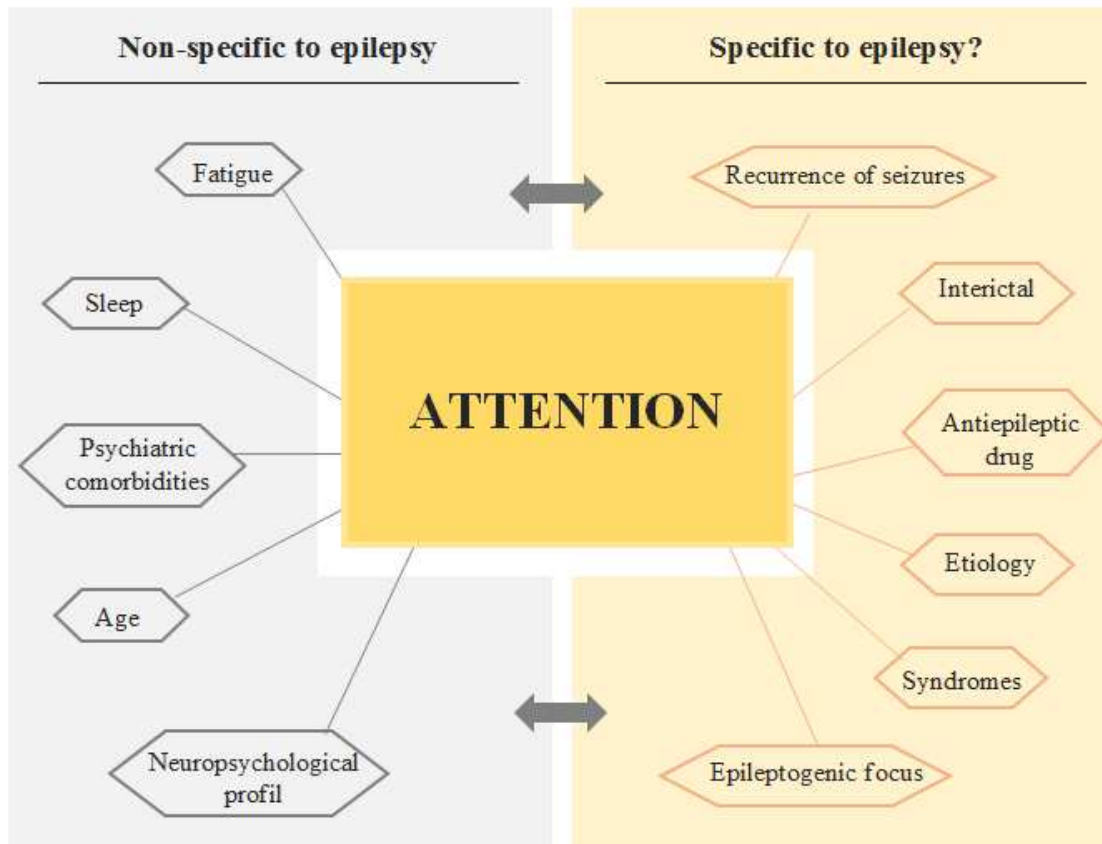 Non-specific to epilepsy
Specific to epilepsy?
Fatigue
Sleep
Psychiatric
comorbidities
Age
Neuropsychological
profil
ATTENTION
Recurrence of seizures
Interictal
Antiepileptic
drug
Etiology
Syndromes
Epileptogenic focus